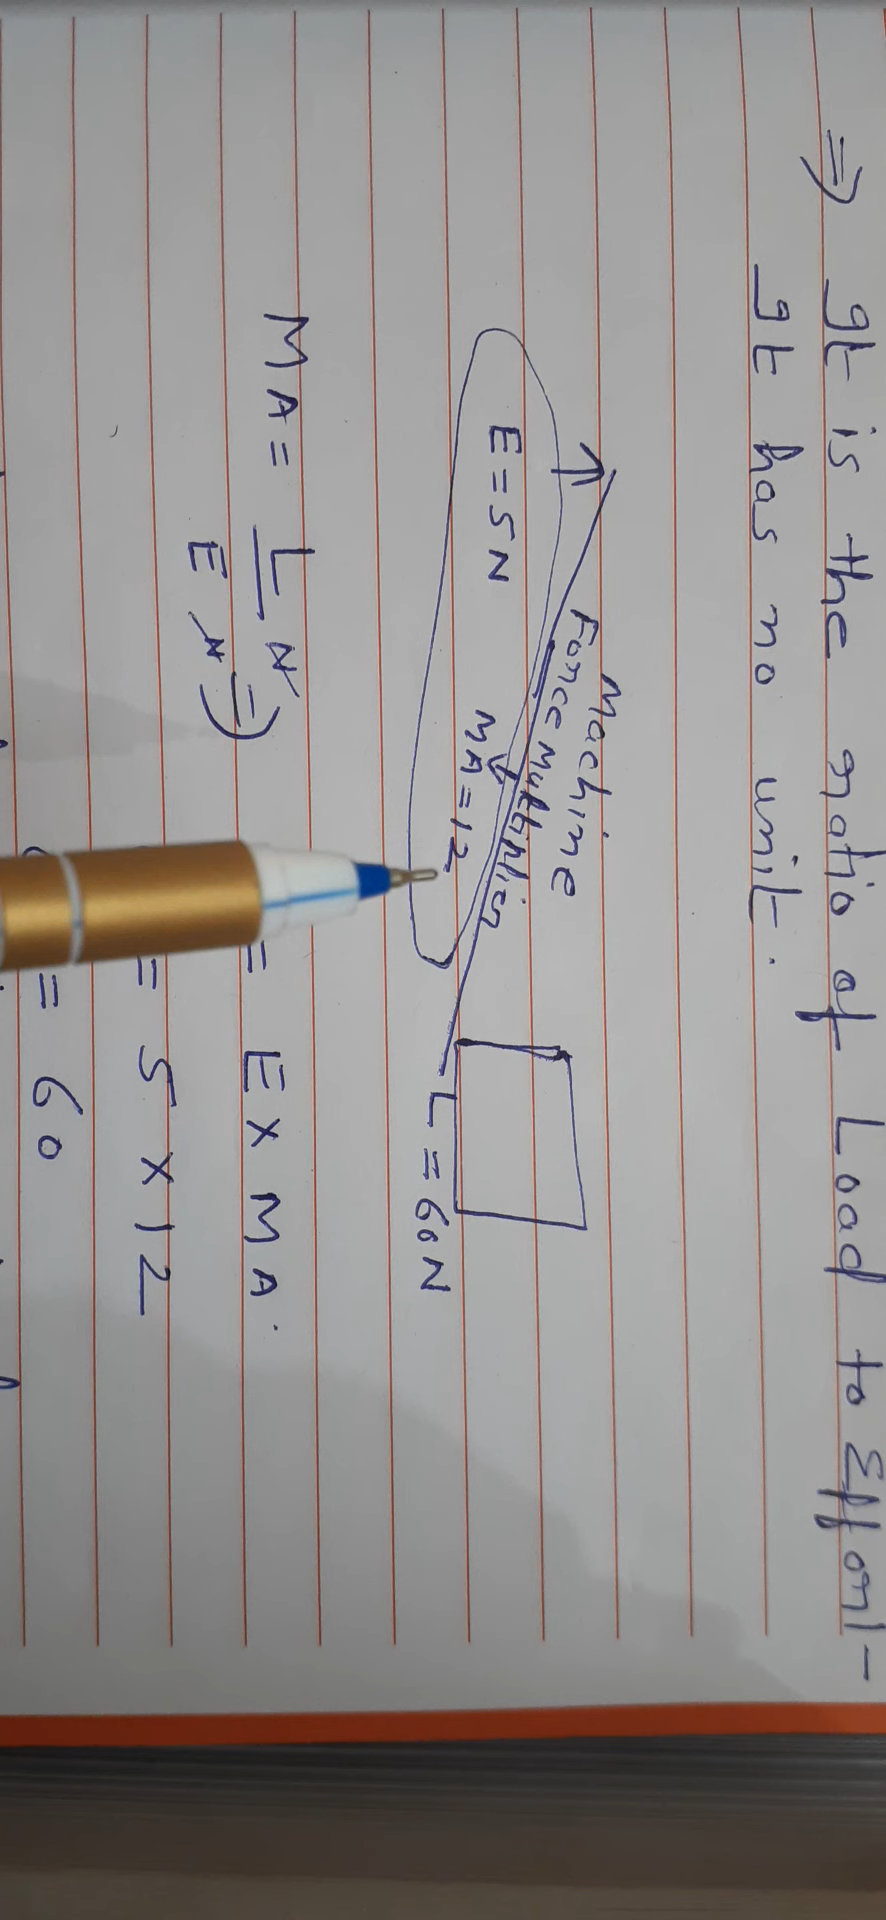 ⇒ It is the ratio of Load to Effort
It has no unit.
Machine
Force Multiplier
E = 5N
MA = 12
L = 60N
MA = L N / E N ⇒
= E X MA.
= 5 X 12
= 60